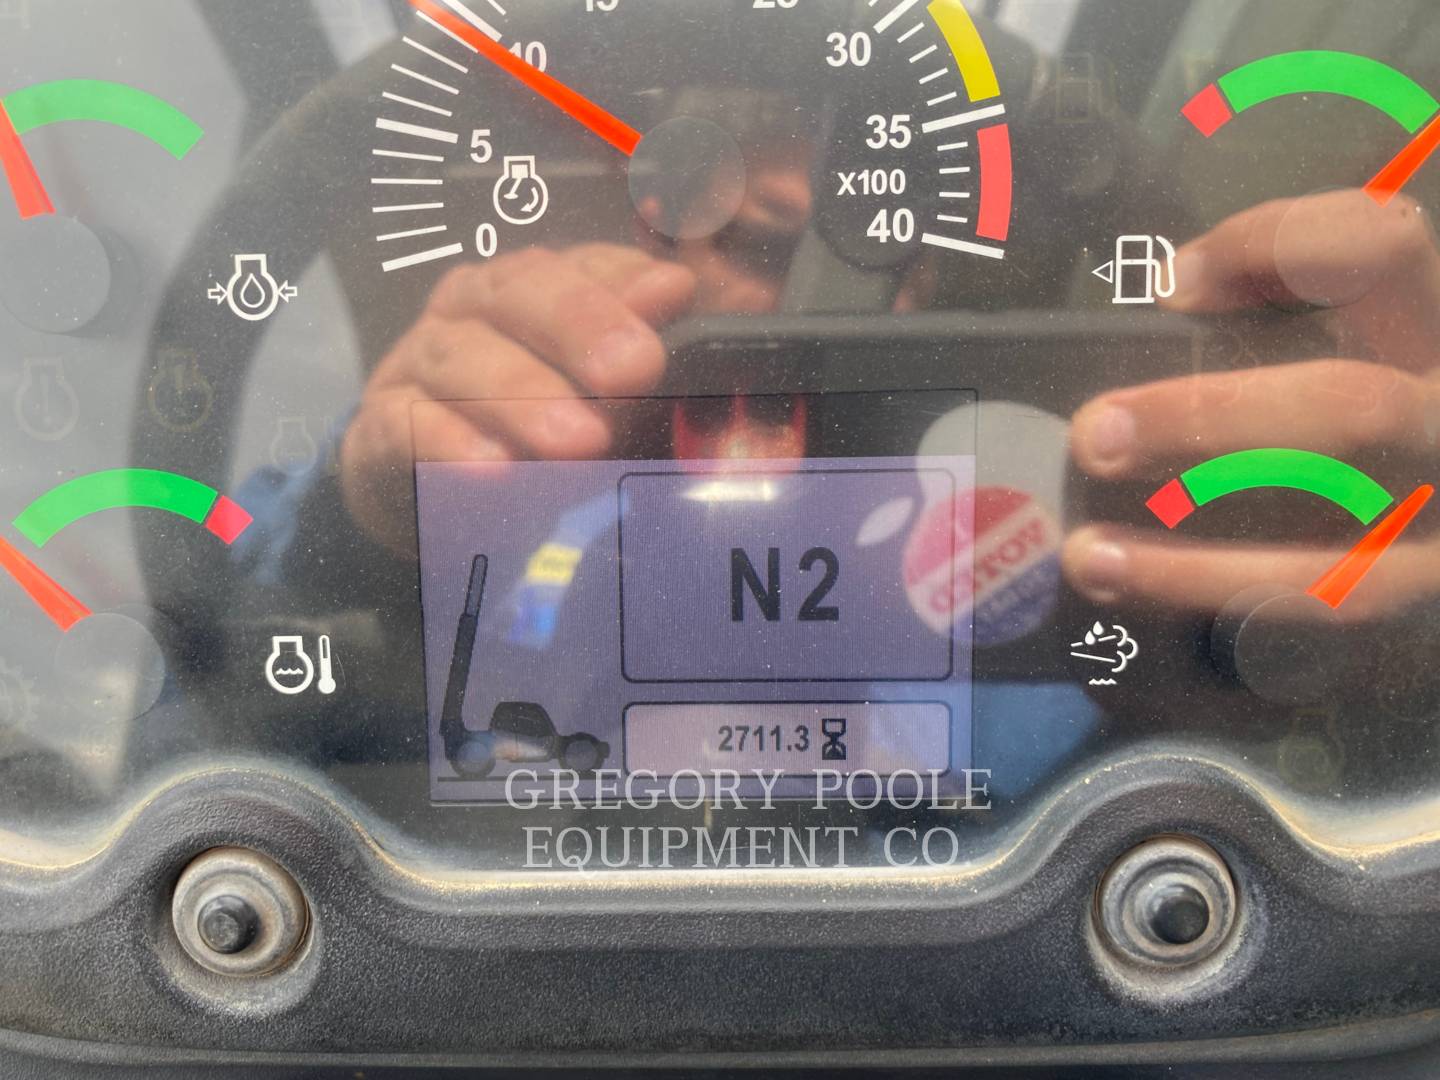 10
30
5
35
X100
0
40
N2
2711.3
GREGORY POOLE
EQUIPMENT CO.